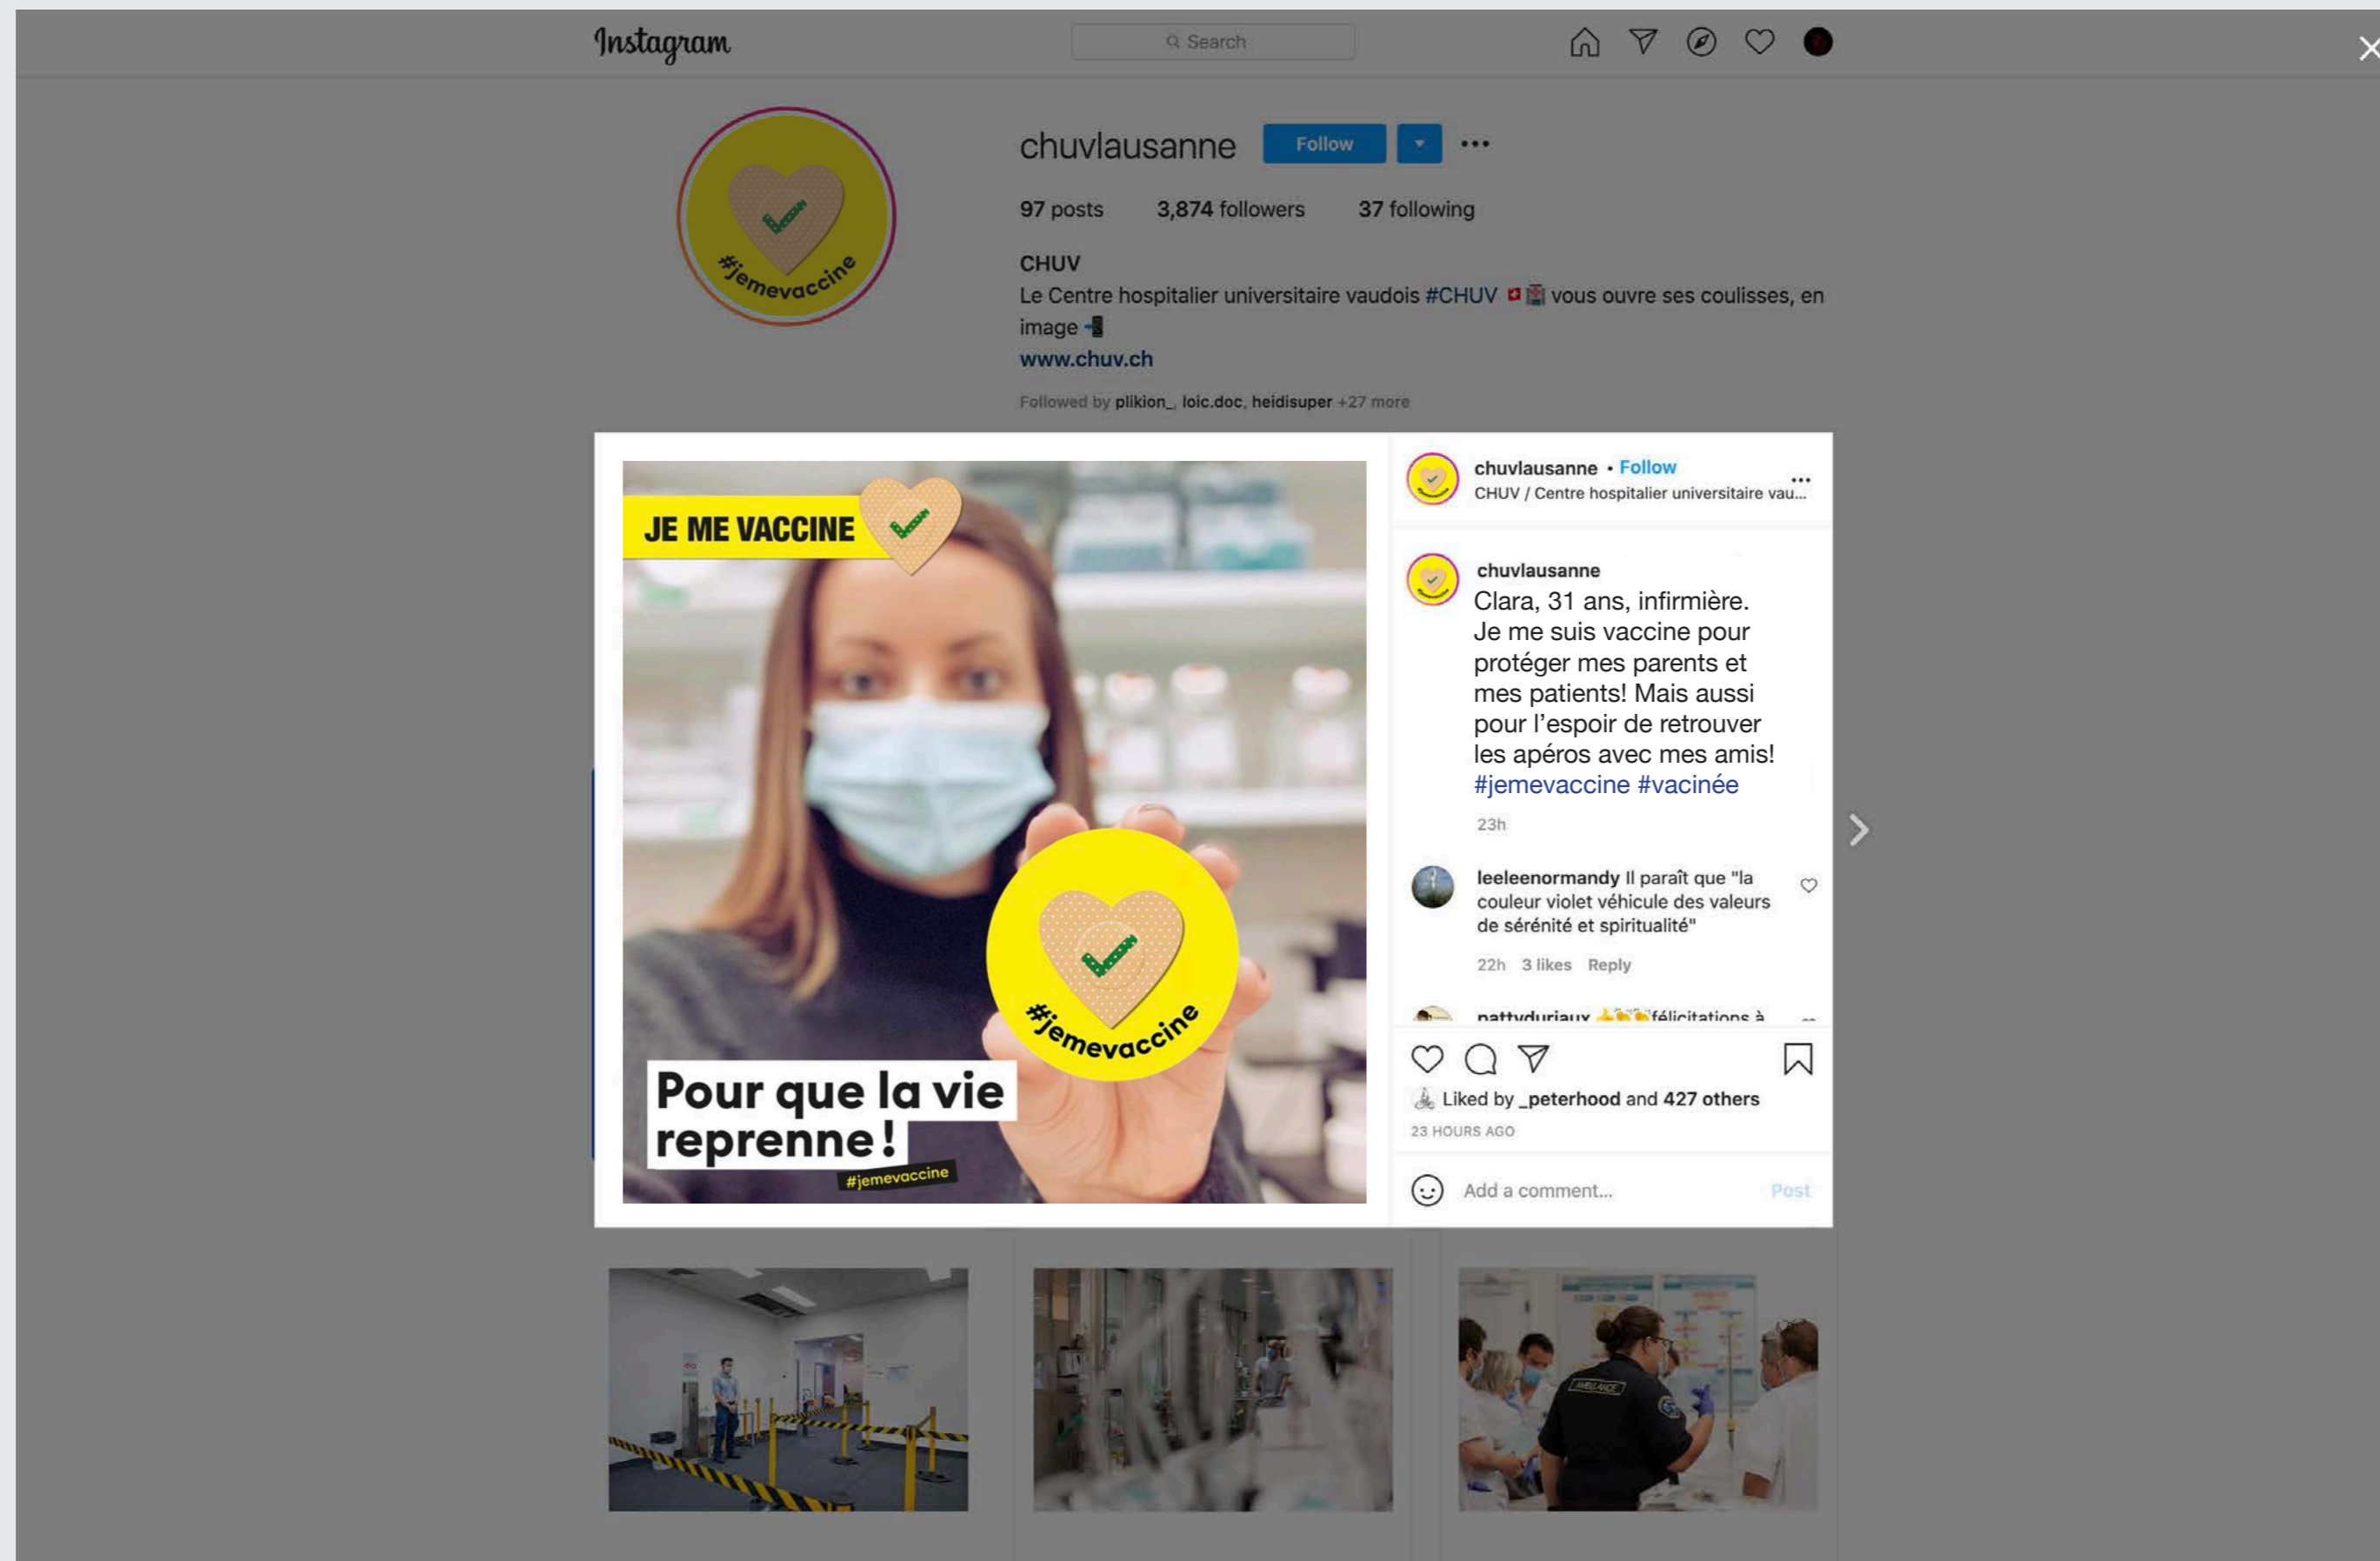 Instagram
Search
chuvlausanne Follow
97 posts 3,874 followers 37 following
CHUV
Le Centre hospitalier universitaire vaudois #CHUV vous ouvre ses coulisses, en
image
www.chuv.ch
Followed by plikion_, loic.doc, heidisuper +27 more
#jemevaccine
JE ME VACCINE
#jemevaccine
Pour que la vie
reprenne !
#jemevaccine
chuvlausanne • Follow
CHUV / Centre hospitalier universitaire vau...
chuvlausanne
Clara, 31 ans, infirmière.
Je me suis vaccine pour
protéger mes parents et
mes patients! Mais aussi
pour l'espoir de retrouver
les apéros avec mes amis!
#jemevaccine #vacinée
23h
leeleenormandy Il paraît que "la
couleur violet véhicule des valeurs
de sérénité et spiritualité"
22h 3 likes Reply
pattyduriaux félicitations à
Liked by _peterhood and 427 others
23 HOURS AGO
Add a comment... Post
AMBULANCE